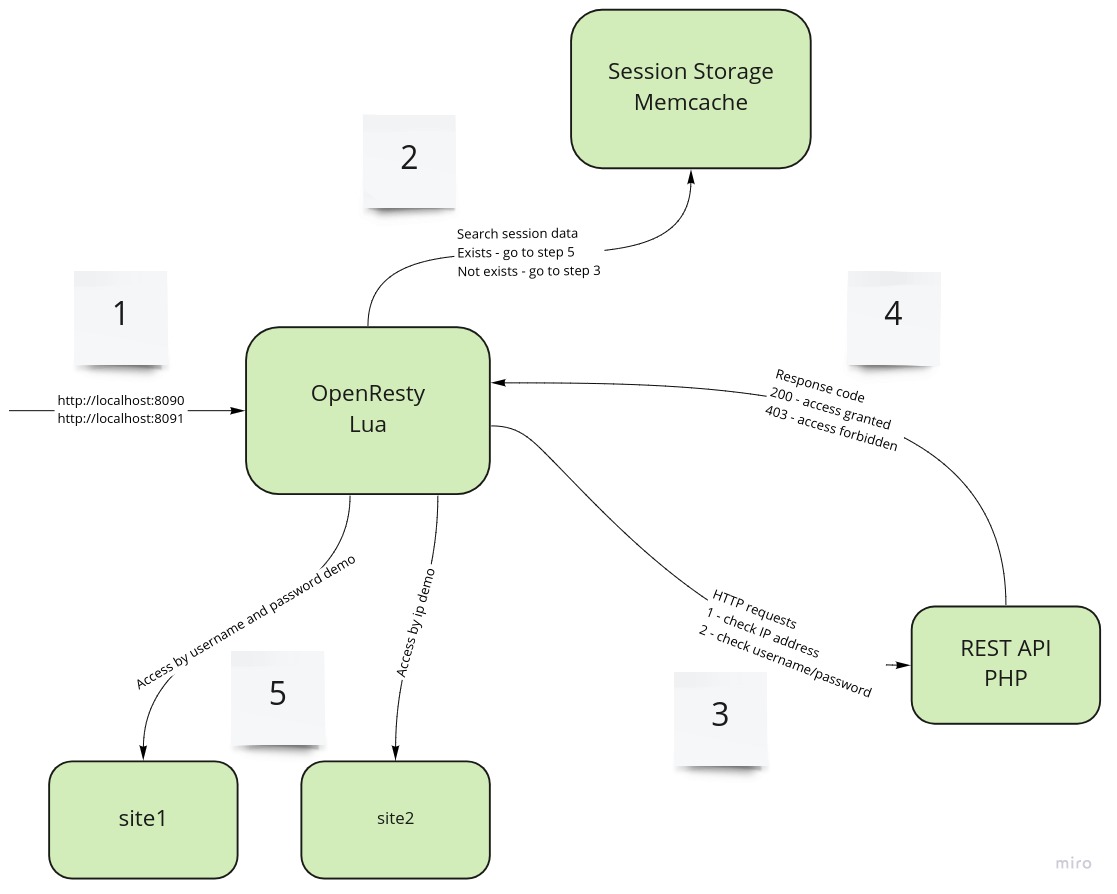 Session Storage
Memcache
2
Search session data
Exists - go to step 5
Not exists - go to step 3
1
4
http://localhost:8090
http://localhost:8091
OpenResty
Lua
Response code
200 - access granted
403 - access forbidden
Access by username and password demo
Access by ip demo
HTTP requests
1 - check IP address
2 - check username/password
REST API
PHP
5
3
site1
site2
miro